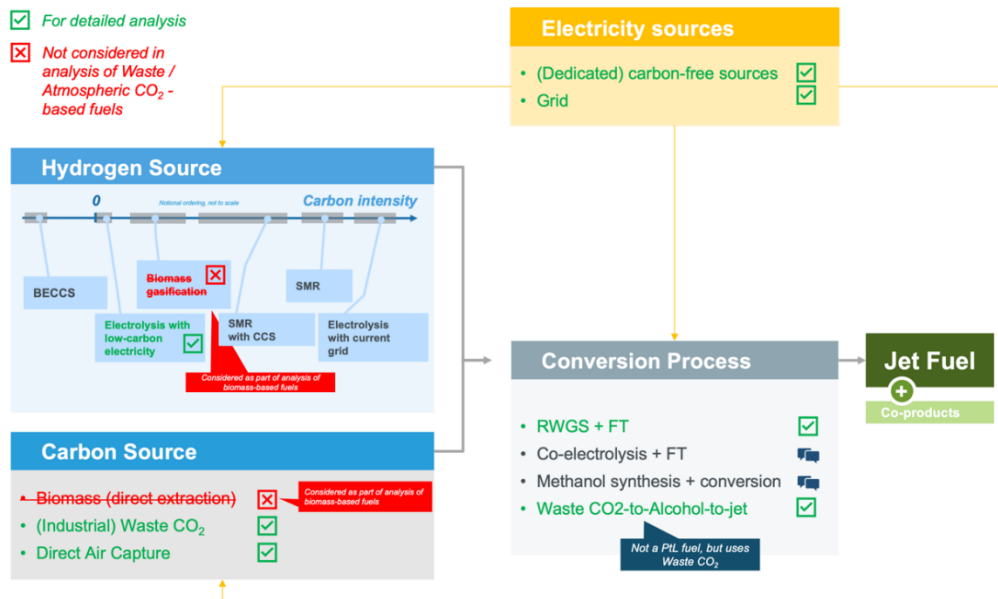 For detailed analysis
Not considered in
analysis of Waste /
Atmospheric CO₂ -
based fuels
Electricity sources
• (Dedicated) carbon-free sources
• Grid
Hydrogen Source
0
Notional ordering, not to scale
Carbon intensity
BECCS
Biomass
gasification
SMR
Electrolysis with
low-carbon
electricity
SMR
with CCS
Electrolysis
with current
grid
Considered as part of analysis of
biomass-based fuels
Carbon Source
• Biomass (direct extraction)
• (Industrial) Waste CO₂
• Direct Air Capture
Considered as part of analysis of
biomass-based fuels
Conversion Process
• RWGS + FT
• Co-electrolysis + FT
• Methanol synthesis + conversion
• Waste CO2-to-Alcohol-to-jet
Not a PtL fuel, but uses
Waste CO₂
Jet Fuel
+
Co-products